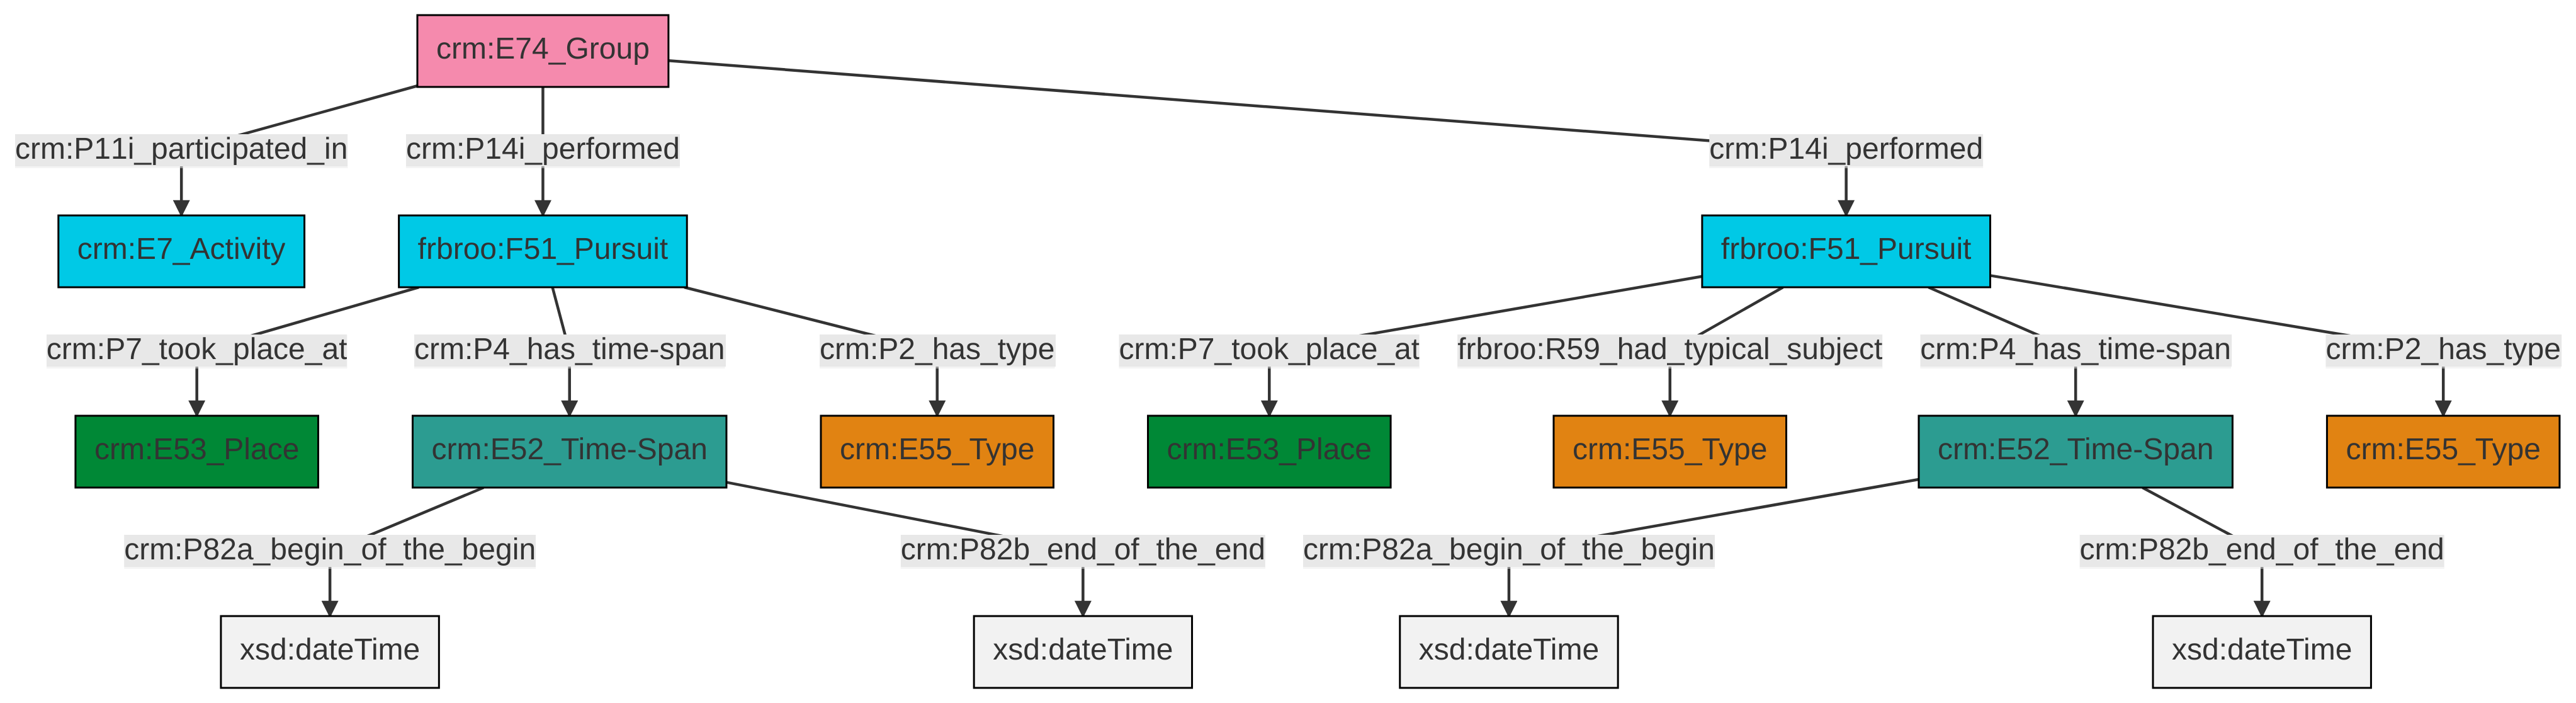 crm:E74_Group
crm:P11i_participated_in
crm:P14i_performed
crm:P14i_performed
crm:E7_Activity
frbroo:F51_Pursuit
frbroo:F51_Pursuit
crm:P7_took_place_at
crm:P4_has_time-span
crm:P2_has_type
crm:P7_took_place_at
frbroo:R59_had_typical_subject
crm:P4_has_time-span
crm:P2_has_type
crm:E53_Place
crm:E52_Time-Span
crm:E55_Type
crm:E53_Place
crm:E55_Type
crm:E52_Time-Span
crm:E55_Type
crm:P82a_begin_of_the_begin
crm:P82b_end_of_the_end
crm:P82a_begin_of_the_begin
crm:P82b_end_of_the_end
xsd:dateTime
xsd:dateTime
xsd:dateTime
xsd:dateTime